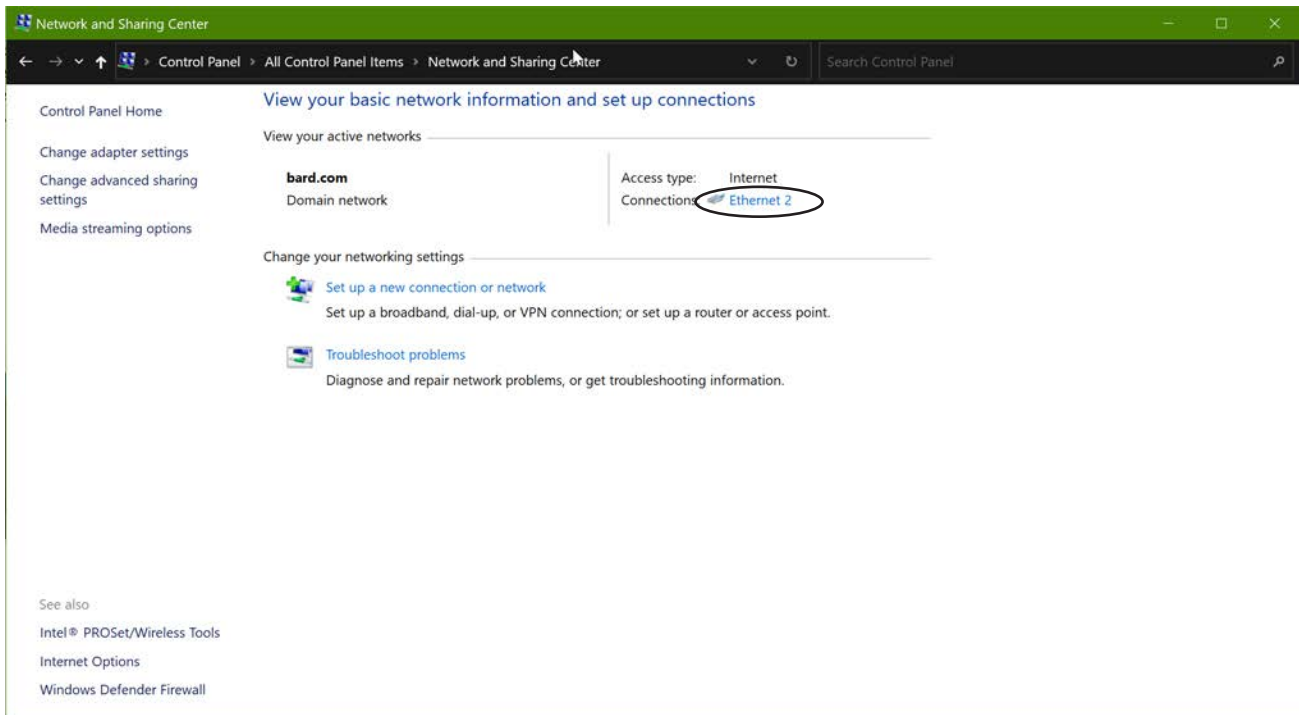 Network and Sharing Center
Control Panel > All Control Panel Items > Network and Sharing Center
Search Control Panel
Control Panel Home
Change adapter settings
Change advanced sharing
settings
Media streaming options
View your basic network information and set up connections
View your active networks
bard.com
Domain network
Access type: Internet
Connections Ethernet 2
Change your networking settings
Set up a new connection or network
Set up a broadband, dial-up, or VPN connection; or set up a router or access point.
Troubleshoot problems
Diagnose and repair network problems, or get troubleshooting information.
See also
Intel® PROSet/Wireless Tools
Internet Options
Windows Defender Firewall